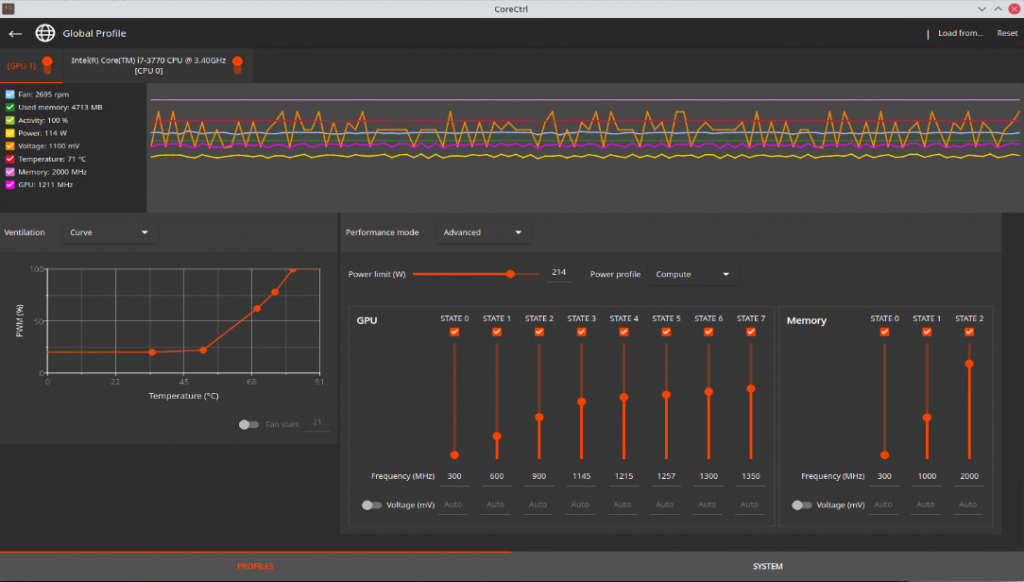 CoreCtrl
Global Profile
Load from...
Reset
[GPU 1]
Intel(R) Core(TM) i7-3770 CPU @ 3.40GHz
[CPU 0]
Fan: 2695 rpm
Used memory: 4713 MB
Activity: 100 %
Power: 114 W
Voltage: 1100 mV
Temperature: 71 °C
Memory: 2000 MHz
GPU: 1211 MHz
Ventilation
Curve
Performance mode
Advanced
Power limit (W)
214
Power profile
Compute
100
50
0
PWM (%)
0 22 45 68 91
Temperature (°C)
Fan start 21
GPU
STATE 0 STATE 1 STATE 2 STATE 3 STATE 4 STATE 5 STATE 6 STATE 7
Frequency (MHz) 300 600 900 1145 1215 1257 1300 1350
Voltage (mV) Auto Auto Auto Auto Auto Auto Auto Auto
Memory
STATE 0 STATE 1 STATE 2
Frequency (MHz) 300 1000 2000
Voltage (mV) Auto Auto Auto
PROFILES
SYSTEM